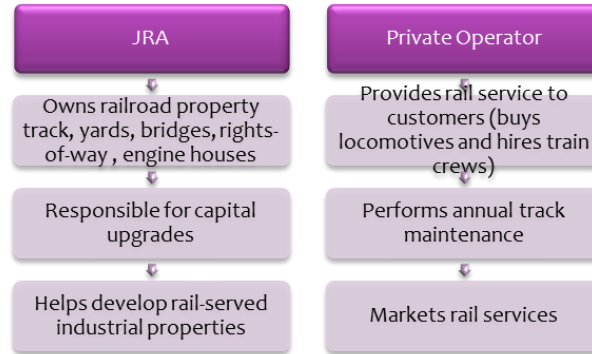 JRA
Owns railroad property
track, yards, bridges, rights-
of-way , engine houses
Responsible for capital
upgrades
Helps develop rail-served
industrial properties
Private Operator
Provides rail service to
customers (buys
locomotives and hires train
crews)
Performs annual track
maintenance
Markets rail services